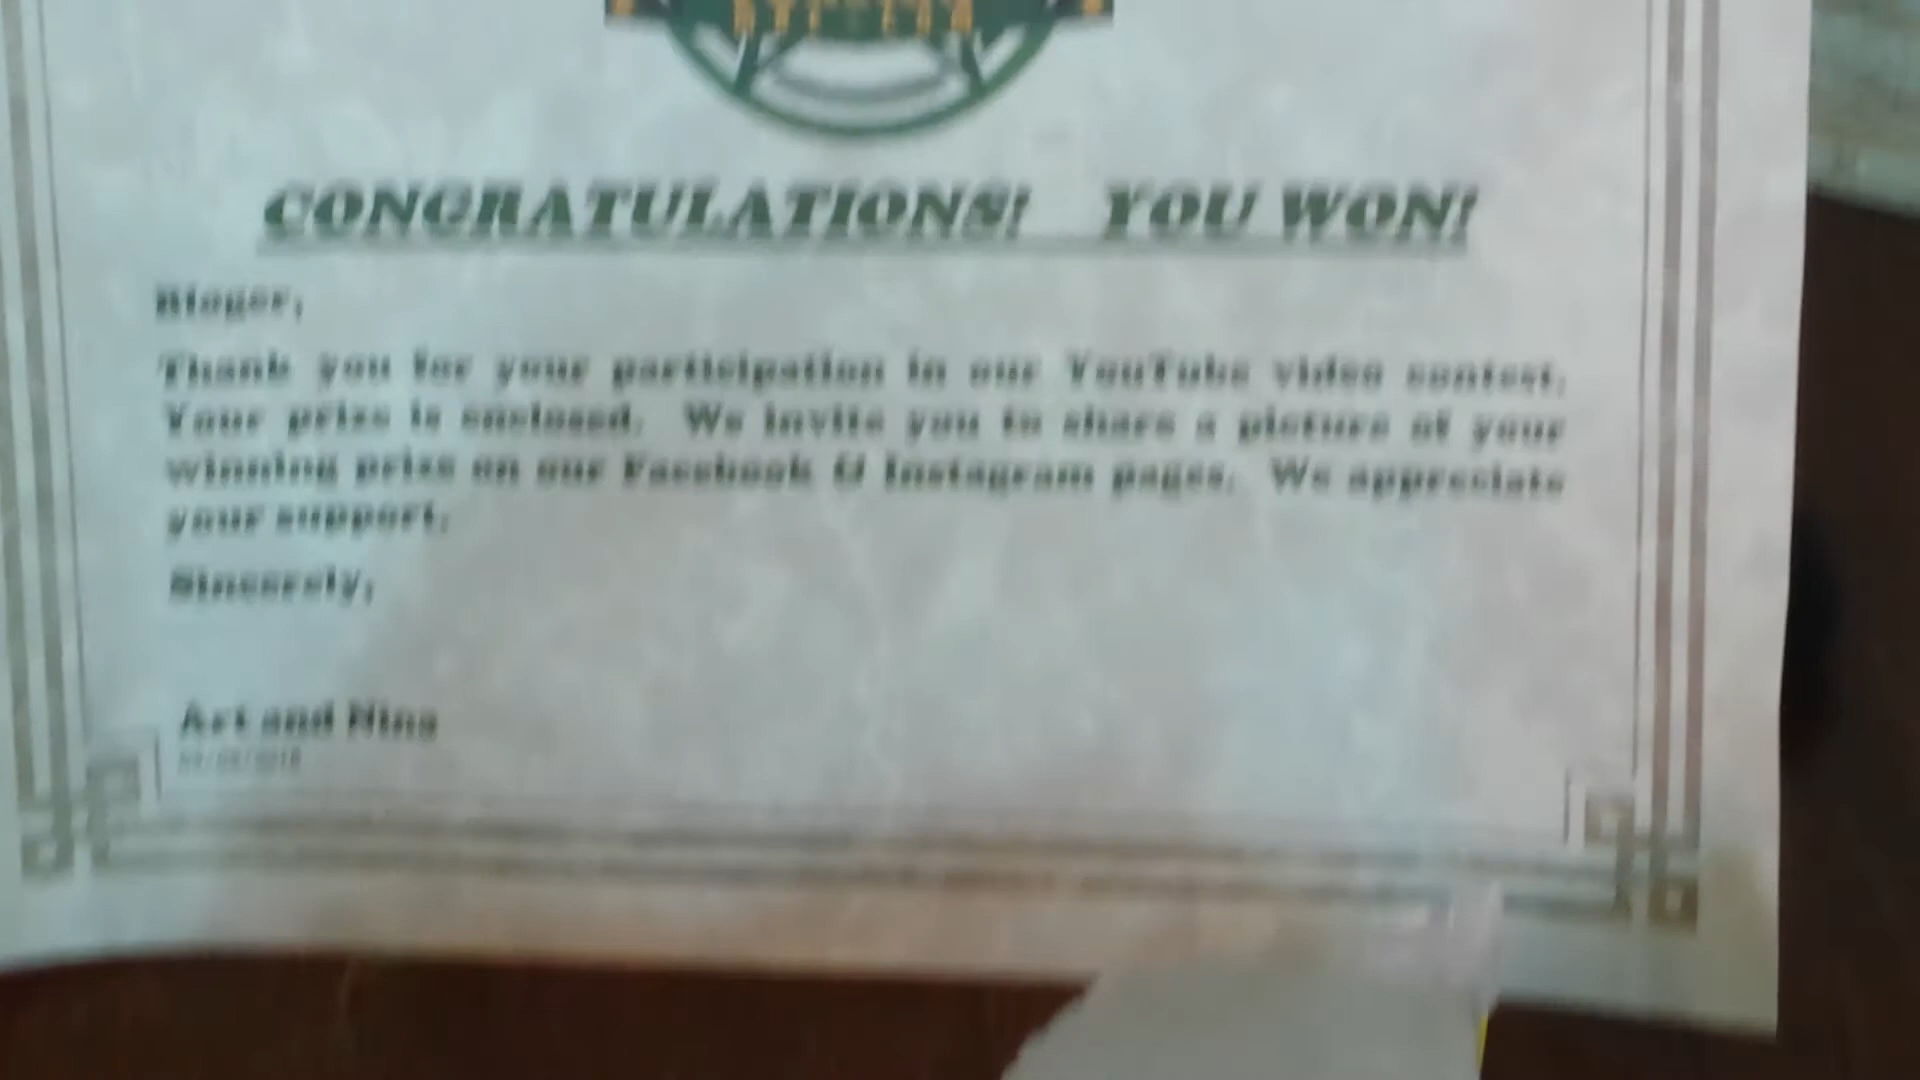 CONGRATULATIONS! YOU WON!
Thank you for your participation in our YouTube video contest.
Your prize is enclosed. We invite you to share a picture of your
winning prize on our Facebook & Instagram pages. We appreciate
your support.
Sincerely,
Art and Nina